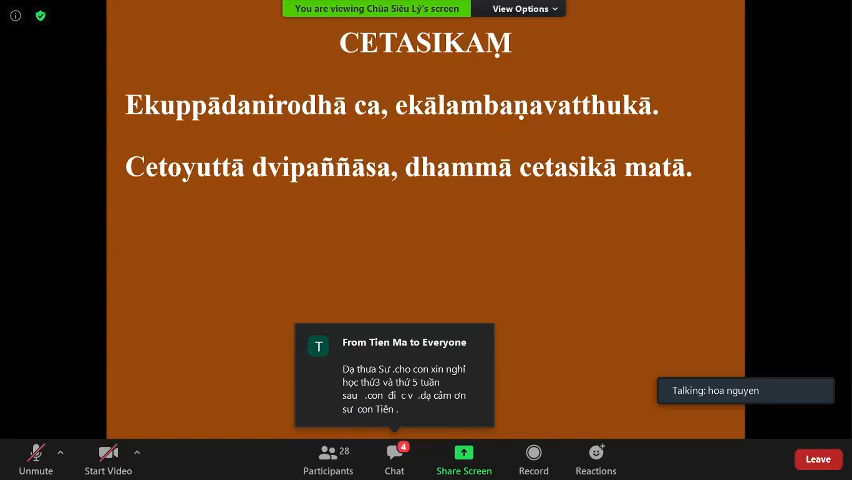 You are viewing Chùa Siêu Lý's screen
View Options
CETASIKAṂ
Ekuppādanirodhā ca, ekālambaṇavatthukā.
Cetoyuttā dvipaññāsa, dhammā cetasikā matā.
T
From Tien Ma to Everyone
Dạ thưa Sư .cho con xin nghỉ
học thứ3 và thứ 5 tuần
sau .con đi c v .dạ cảm ơn
sư con Tiên .
Talking: hoa nguyen
Unmute
Start Video
Participants
28
Chat
4
Share Screen
Record
Reactions
Leave